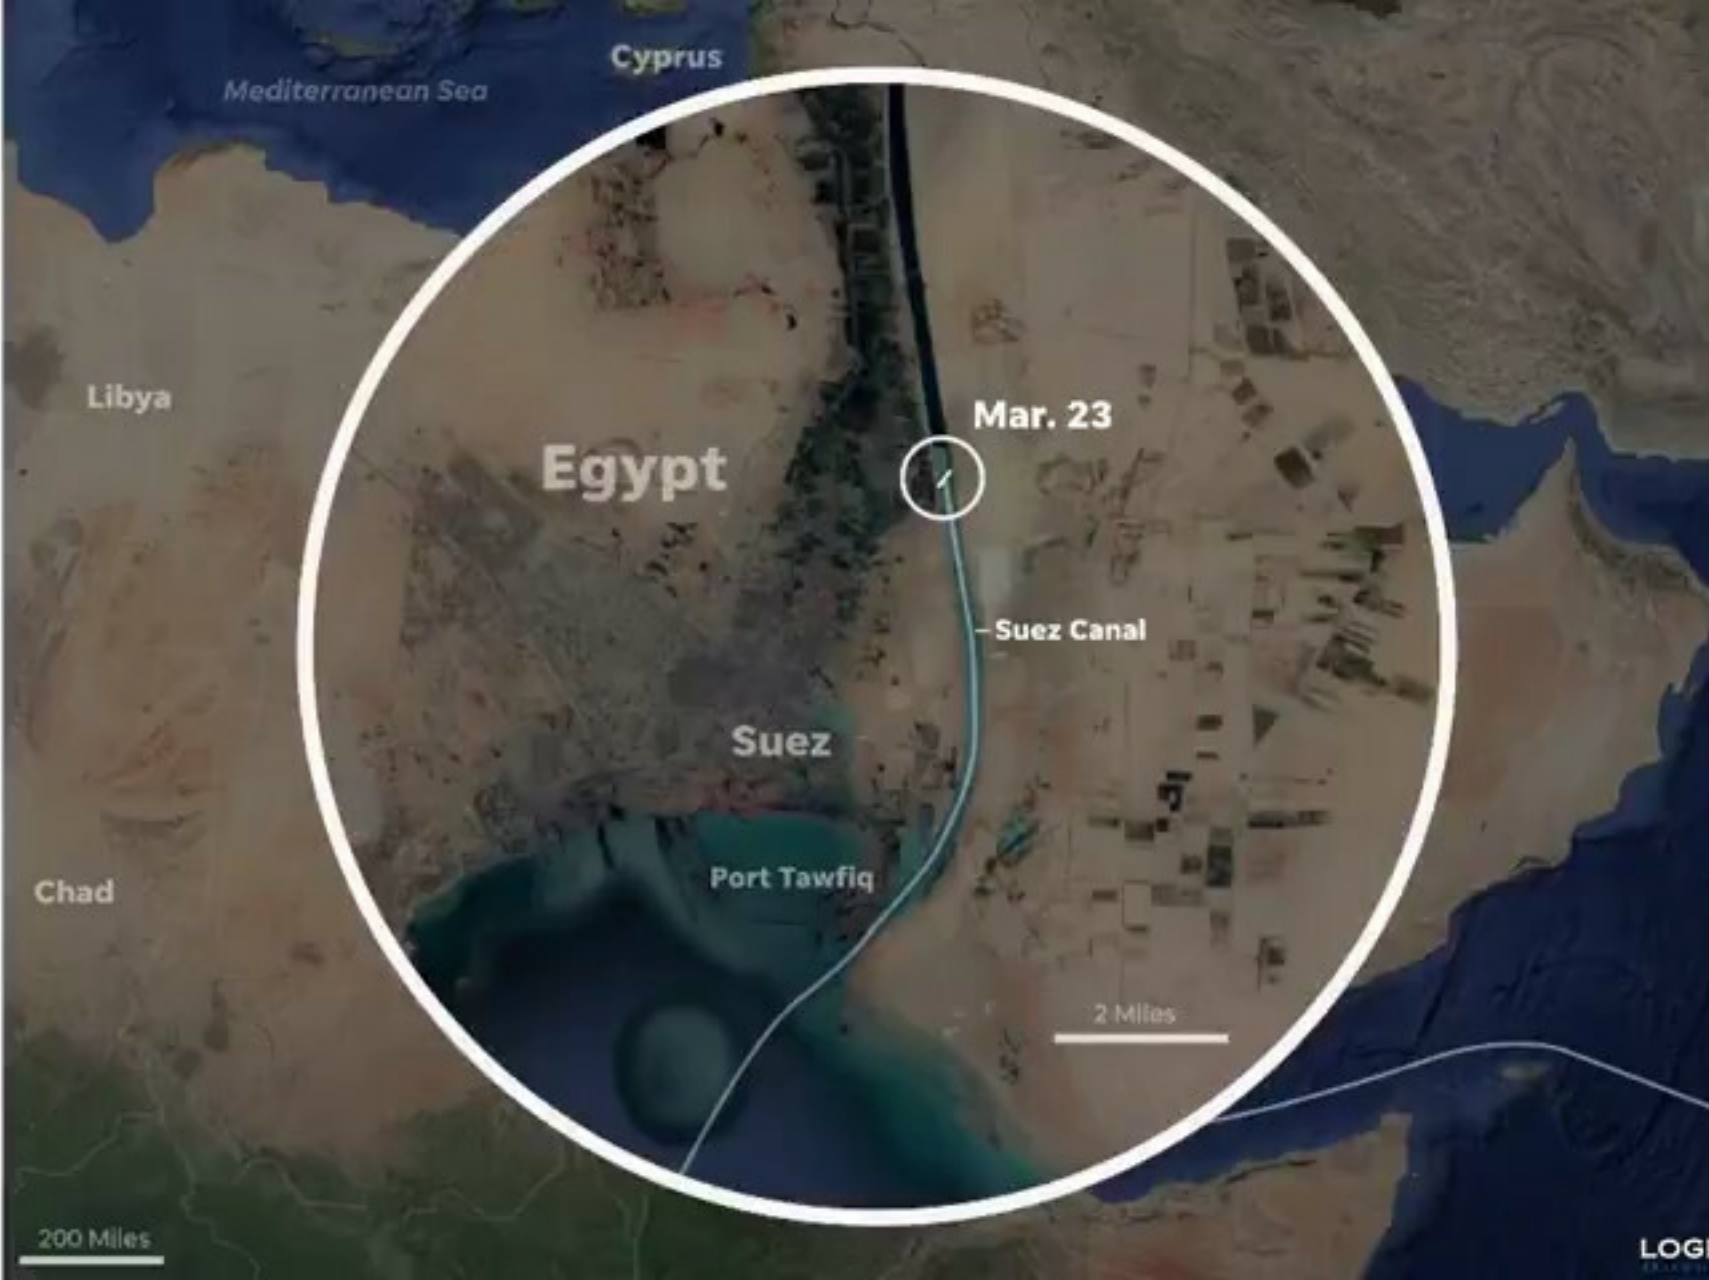 Cyprus
Mediterranean Sea
Libya
Mar. 23
Egypt
Suez Canal
Suez
Port Tawfiq
Chad
2 Miles
200 Miles
LOG